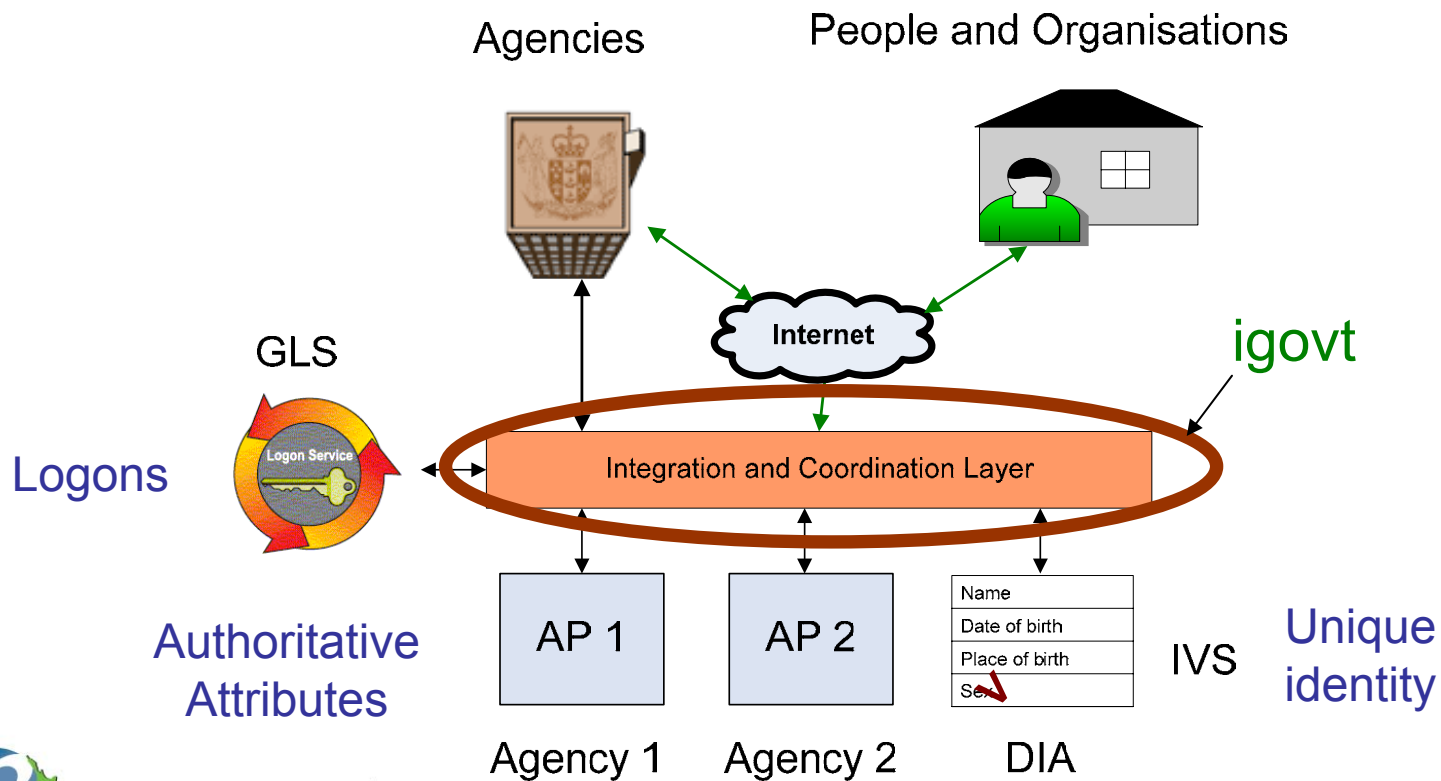 Agencies
People and Organisations
Internet
igovt
GLS
Logon Service
Logons
Integration and Coordination Layer
Authoritative
Attributes
AP 1
AP 2
Name
Date of birth
Place of birth
Sex
IVS
Unique
identity
Agency 1
Agency 2
DIA